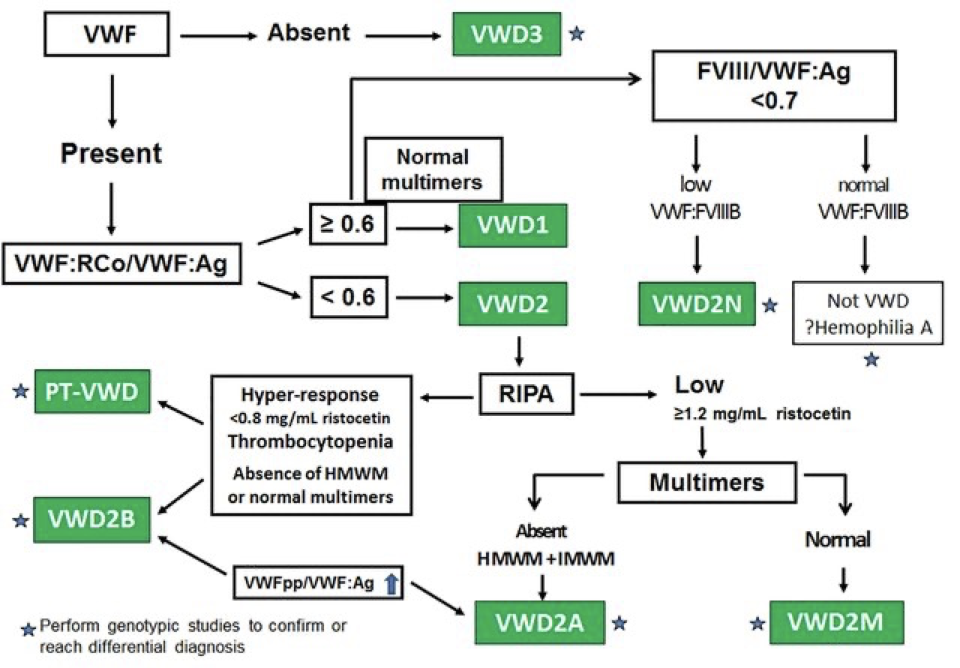 VWF
Absent
VWD3
FVIII/VWF:Ag
<0.7
Present
Normal
multimers
low
VWF:FVIIIB
normal
VWF:FVIIIB
≥ 0.6
VWD1
VWF:RCo/VWF:Ag
< 0.6
VWD2
VWD2N
Not VWD
?Hemophilia A
PT-VWD
Hyper-response
<0.8 mg/mL ristocetin
Thrombocytopenia
Absence of HMWM
or normal multimers
RIPA
Low
≥1.2 mg/mL ristocetin
Multimers
VWD2B
Absent
HMWM +IMWM
Normal
VWFpp/VWF:Ag
VWD2A
VWD2M
Perform genotypic studies to confirm or
reach differential diagnosis